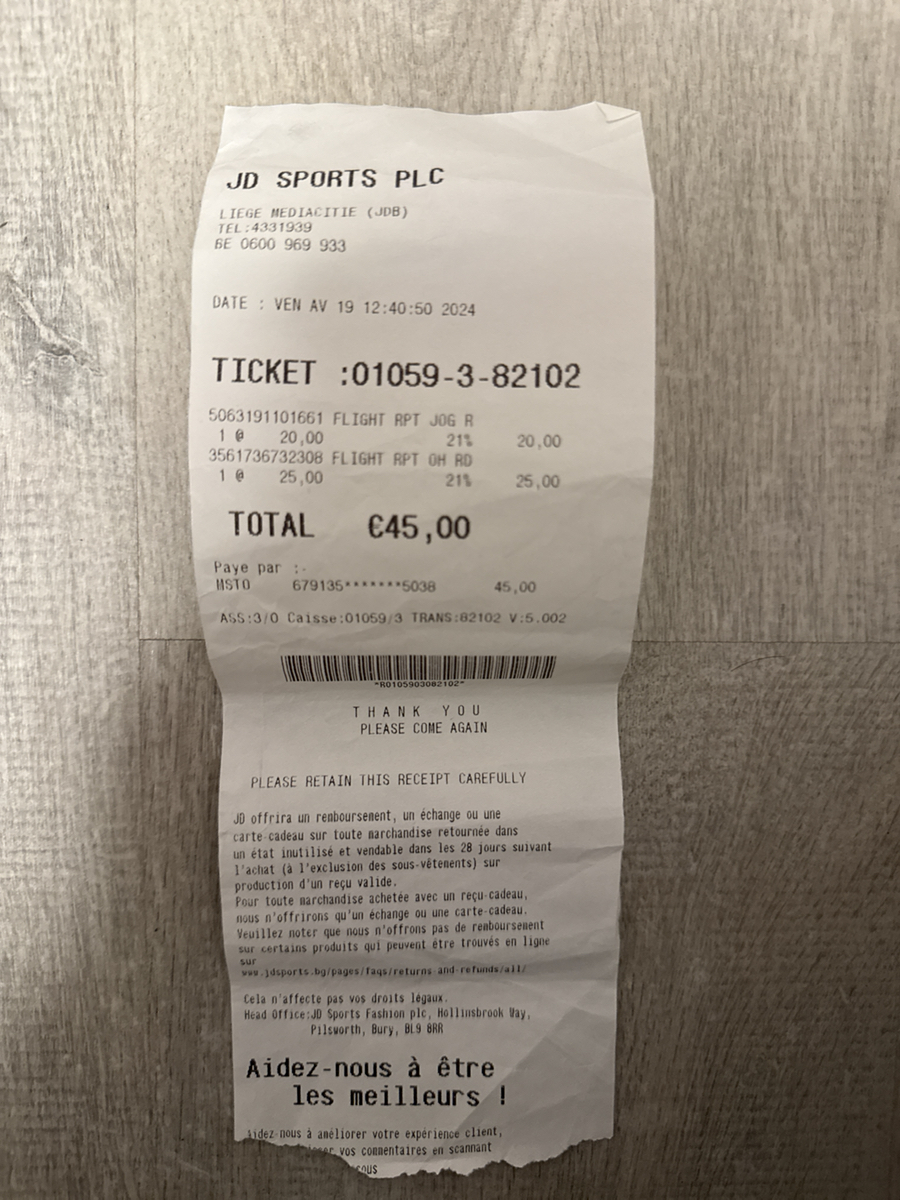 JD SPORTS PLC
LIEGE MEDIACITIE (JDB)
TEL:4331939
BE 0600 969 933
DATE : VEN AV 19 12:40:50 2024
TICKET :01059-3-82102
5063191101661 FLIGHT RPT JOG R
1 @ 20,00 21% 20,00
3561736732308 FLIGHT RPT OH RD
1 @ 25,00 21% 25,00
TOTAL €45,00
Paye par :-
MSTO 679135*******5038 45,00
ASS:3/0 Caisse:01059/3 TRANS:82102 V:5.002
*R0105903082102*
THANK YOU
PLEASE COME AGAIN
PLEASE RETAIN THIS RECEIPT CAREFULLY
JD offrira un remboursement, un échange ou une
carte-cadeau sur toute marchandise retournée dans
un état inutilisé et vendable dans les 28 jours suivant
l'achat (à l'exclusion des sous-vêtements) sur
production d'un reçu valide.
Pour toute marchandise achetée avec un reçu-cadeau,
nous n'offrirons qu'un échange ou une carte-cadeau.
Veuillez noter que nous n'offrons pas de remboursement
sur certains produits qui peuvent être trouvés en ligne
sur
www.jdsports.bg/pages/faqs/returns-and-refunds/all/
Cela n'affecte pas vos droits légaux.
Head Office:JD Sports Fashion plc, Hollinsbrook Way,
Pilsworth, Bury, BL9 8RR
Aidez-nous à être
les meilleurs !
Aidez-nous à améliorer votre expérience client,
vos commentaires en scannant